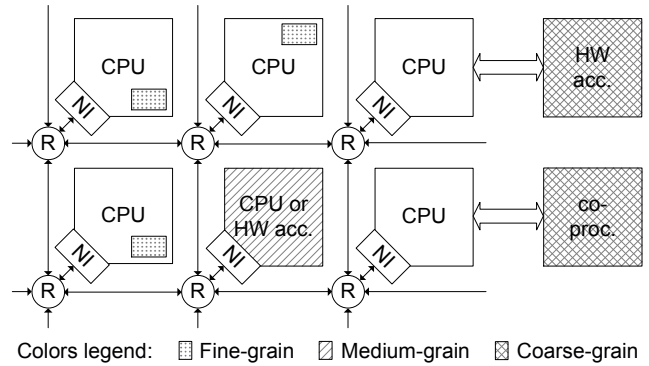 CPU
CPU
CPU
HW
acc.
NI
NI
NI
R
R
R
CPU
CPU or
HW acc.
CPU
co-
proc.
NI
NI
NI
R
R
R
Colors legend: Fine-grain Medium-grain Coarse-grain